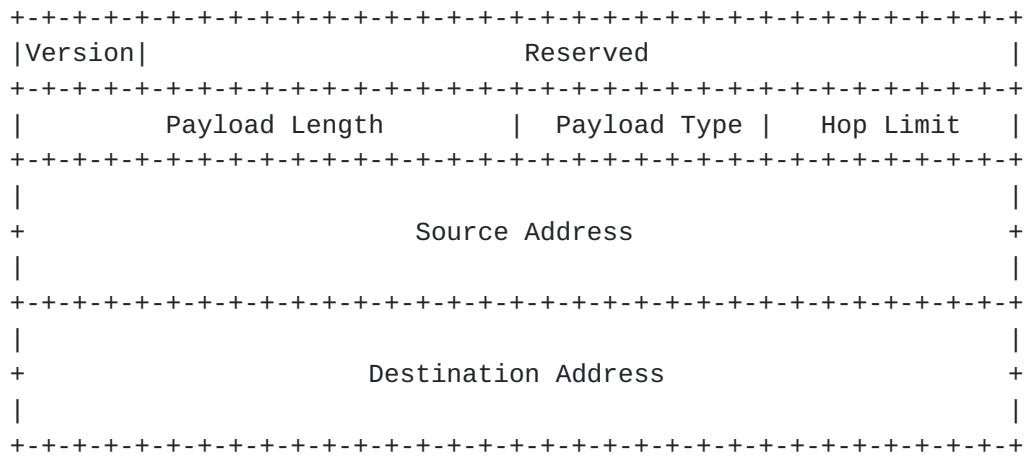 +-+-+-+-+-+-+-+-+-+-+-+-+-+-+-+-+-+-+-+-+-+-+-+-+-+-+-+-+-+-+-+-+
|Version|                        Reserved                       |
+-+-+-+-+-+-+-+-+-+-+-+-+-+-+-+-+-+-+-+-+-+-+-+-+-+-+-+-+-+-+-+-+
|         Payload Length        |  Payload Type |   Hop Limit   |
+-+-+-+-+-+-+-+-+-+-+-+-+-+-+-+-+-+-+-+-+-+-+-+-+-+-+-+-+-+-+-+-+
|                                                               |
+                         Source Address                        +
|                                                               |
+-+-+-+-+-+-+-+-+-+-+-+-+-+-+-+-+-+-+-+-+-+-+-+-+-+-+-+-+-+-+-+-+
|                                                               |
+                      Destination Address                      +
|                                                               |
+-+-+-+-+-+-+-+-+-+-+-+-+-+-+-+-+-+-+-+-+-+-+-+-+-+-+-+-+-+-+-+-+